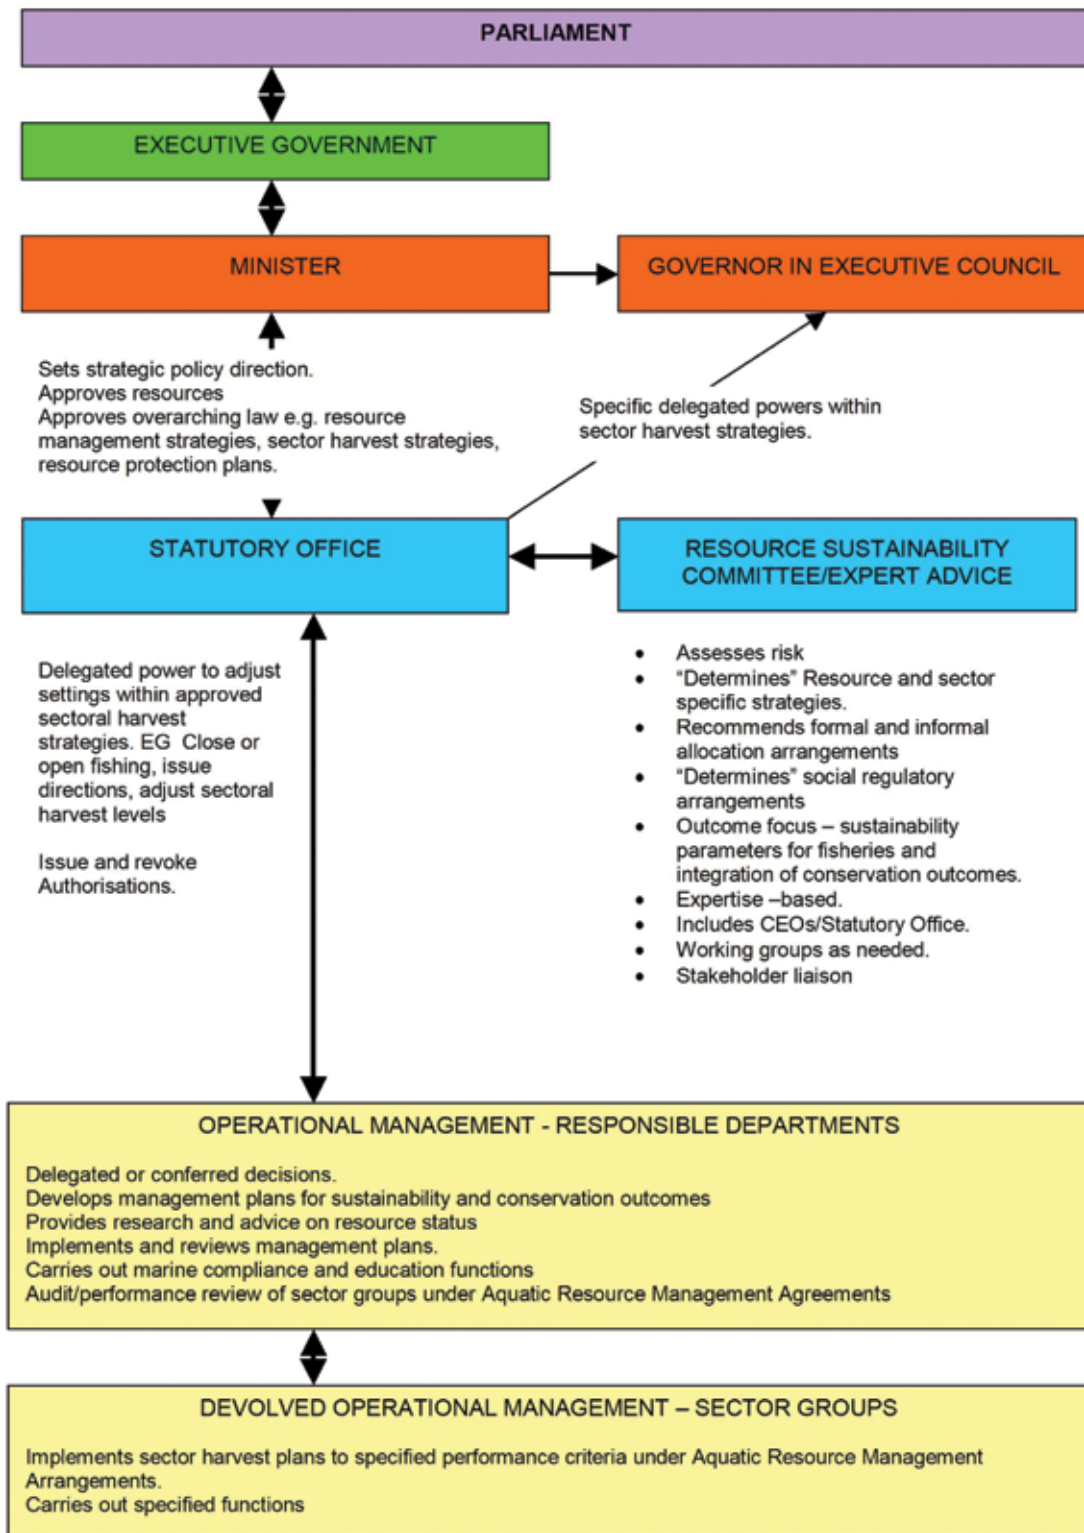 PARLIAMENT
EXECUTIVE GOVERNMENT
MINISTER
GOVERNOR IN EXECUTIVE COUNCIL
Sets strategic policy direction.
Approves resources
Approves overarching law e.g. resource
management strategies, sector harvest strategies,
resource protection plans.
Specific delegated powers within
sector harvest strategies.
STATUTORY OFFICE
RESOURCE SUSTAINABILITY
COMMITTEE/EXPERT ADVICE
Delegated power to adjust
settings within approved
sectoral harvest
strategies. EG Close or
open fishing, issue
directions, adjust sectoral
harvest levels
Issue and revoke
Authorisations.
• Assesses risk
• “Determines” Resource and sector
specific strategies.
• Recommends formal and informal
allocation arrangements
• “Determines” social regulatory
arrangements
• Outcome focus – sustainability
parameters for fisheries and
integration of conservation outcomes.
• Expertise –based.
• Includes CEOs/Statutory Office.
• Working groups as needed.
• Stakeholder liaison
OPERATIONAL MANAGEMENT - RESPONSIBLE DEPARTMENTS
Delegated or conferred decisions.
Develops management plans for sustainability and conservation outcomes
Provides research and advice on resource status
Implements and reviews management plans.
Carries out marine compliance and education functions
Audit/performance review of sector groups under Aquatic Resource Management Agreements
DEVOLVED OPERATIONAL MANAGEMENT – SECTOR GROUPS
Implements sector harvest plans to specified performance criteria under Aquatic Resource Management
Arrangements.
Carries out specified functions